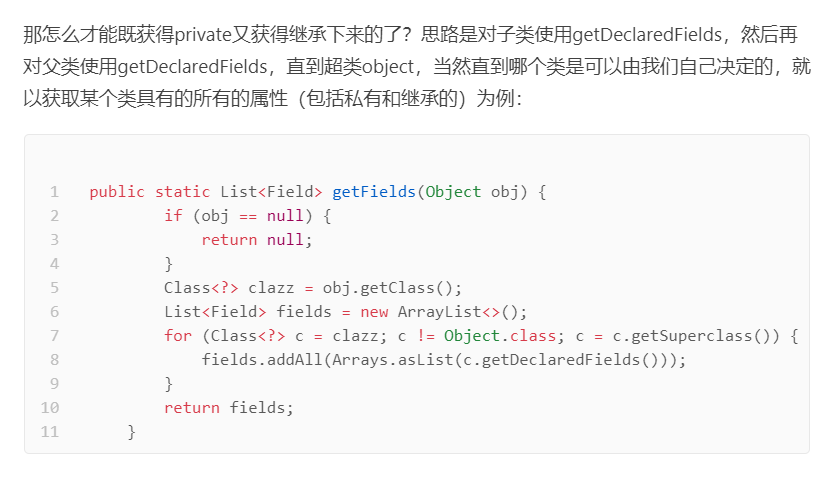 那怎么才能既获得private又获得继承下来的了？思路是对子类使用getDeclaredFields，然后再
对父类使用getDeclaredFields，直到超类object，当然直到哪个类是可以由我们自己决定的，就
以获取某个类具有的所有的属性（包括私有和继承的）为例：
1 public static List<Field> getFields(Object obj) {
2 if (obj == null) {
3 return null;
4 }
5 Class<?> clazz = obj.getClass();
6 List<Field> fields = new ArrayList<>();
7 for (Class<?> c = clazz; c != Object.class; c = c.getSuperclass()) {
8 fields.addAll(Arrays.asList(c.getDeclaredFields()));
9 }
10 return fields;
11 }